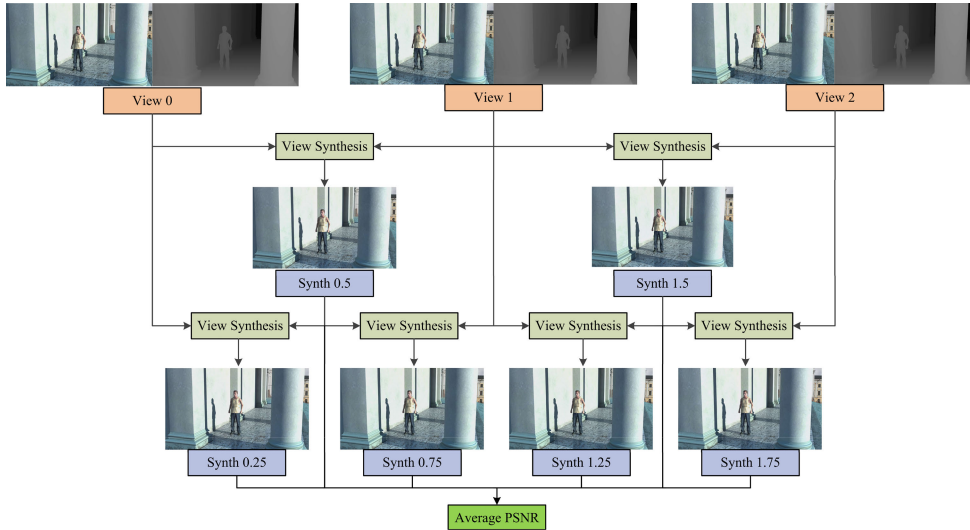 View 0
View 1
View 2
View Synthesis
View Synthesis
Synth 0.5
Synth 1.5
View Synthesis
View Synthesis
View Synthesis
View Synthesis
Synth 0.25
Synth 0.75
Synth 1.25
Synth 1.75
Average PSNR